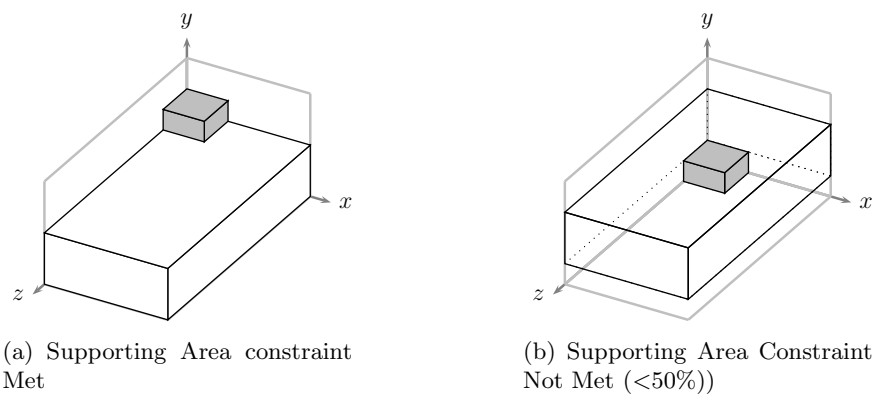 y
x
z
(a) Supporting Area constraint
Met
y
x
z
(b) Supporting Area Constraint
Not Met (<50%))